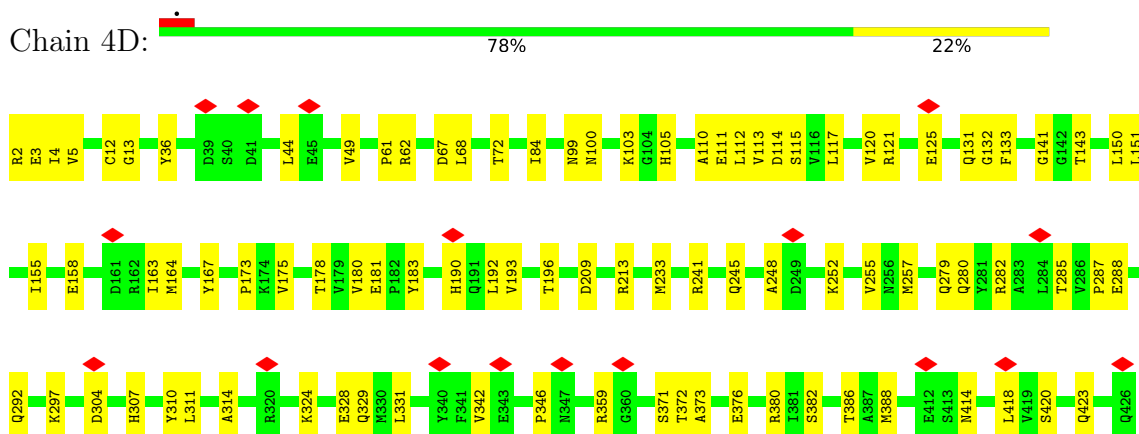 Chain 4D:
78% 22%
R2 E3 I4 V5 C12 G13 Y36 D39 S40 D41 L44 E45 V49 P61 R62 D67 L68 T72 I84 N99 N100 K103 G104 H105 A110 E111 L112 V113 D114 S115 V116 L117 V120 R121 E125 Q131 G132 F133 G141 G142 T143 L150 L151
I155 E158 D161 R162 I163 M164 Y167 P173 K174 V175 T178 V179 V180 E181 P182 Y183 H190 Q191 L192 V193 T196 D209 R213 M233 R241 Q245 A248 D249 K252 V255 N256 M257 Q279 Q280 Y281 R282 A283 L284 T285 V286 P287 E288
Q292 K297 D304 H307 Y310 L311 A314 R320 K324 E328 Q329 M330 L331 Y340 F341 V342 E343 P346 N347 R359 G360 S371 T372 A373 E376 R380 I381 S382 T386 A387 M388 E412 S413 N414 L418 V419 S420 Q423 Q426